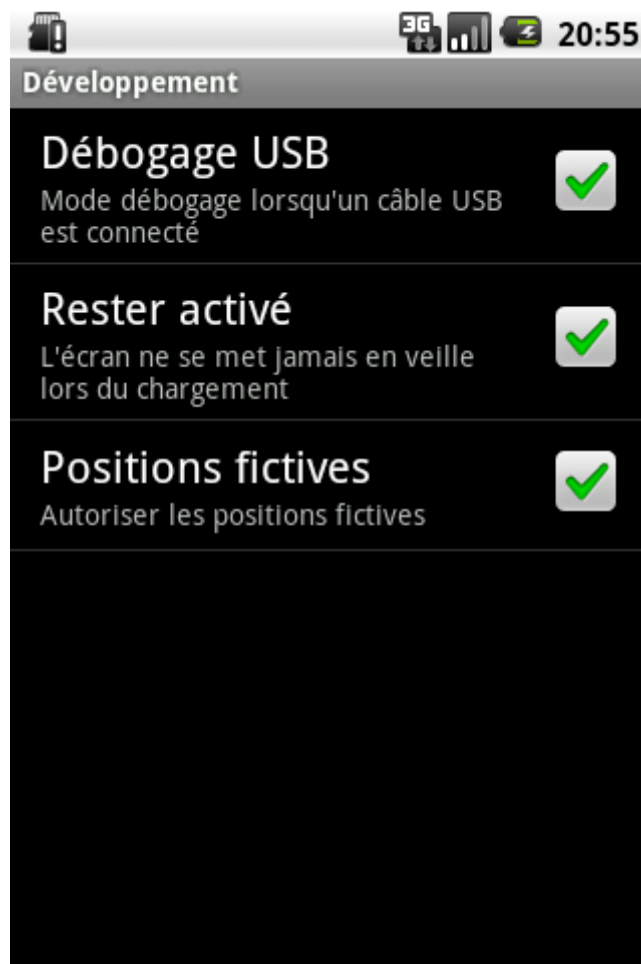 3G 20:55
Développement
Débogage USB
Mode débogage lorsqu'un câble USB
est connecté
Rester activé
L'écran ne se met jamais en veille
lors du chargement
Positions fictives
Autoriser les positions fictives